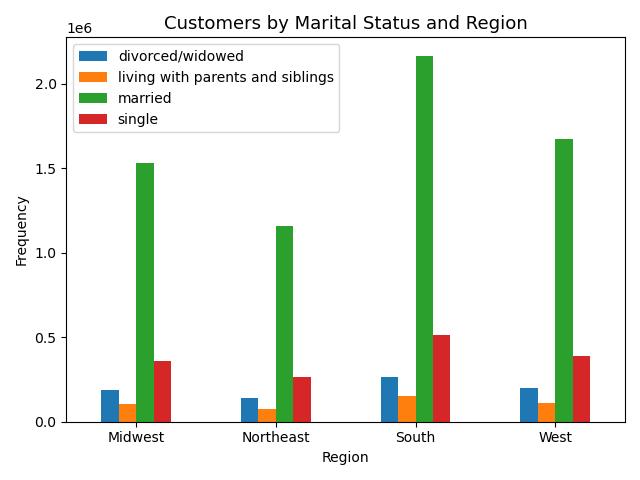 Customers by Marital Status and Region
1e6
divorced/widowed
living with parents and siblings
married
single
2.0
1.5
1.0
0.5
0.0
Frequency
Midwest Northeast South West
Region